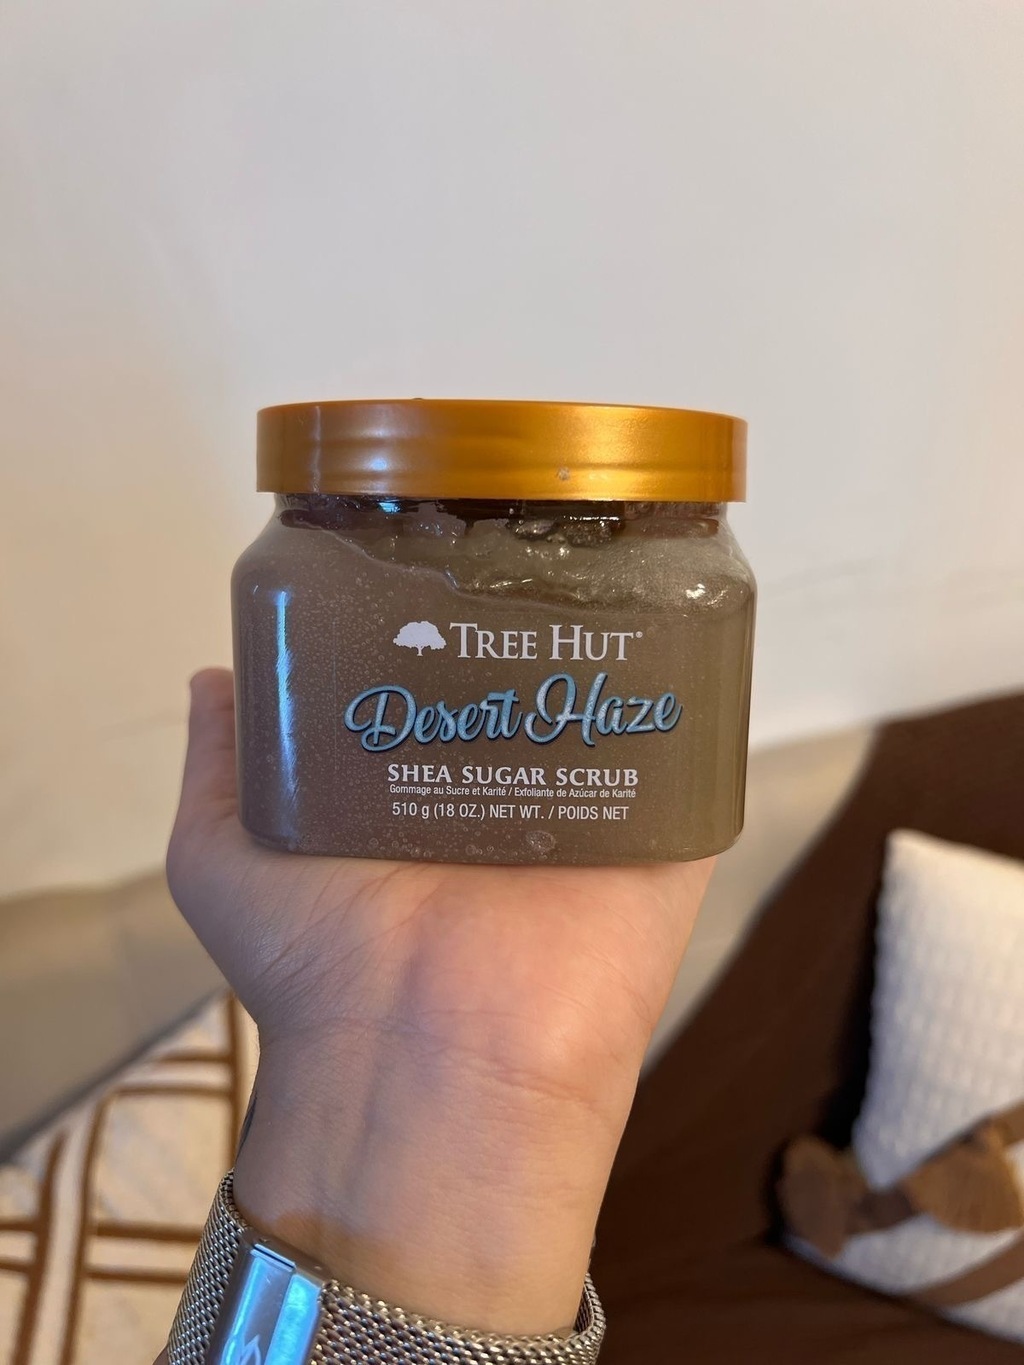 TREE HUT®
Desert Haze
SHEA SUGAR SCRUB
Gommage au Sucre et Karité / Exfoliante de Azúcar de Karité
510 g (18 OZ.) NET WT. / POIDS NET